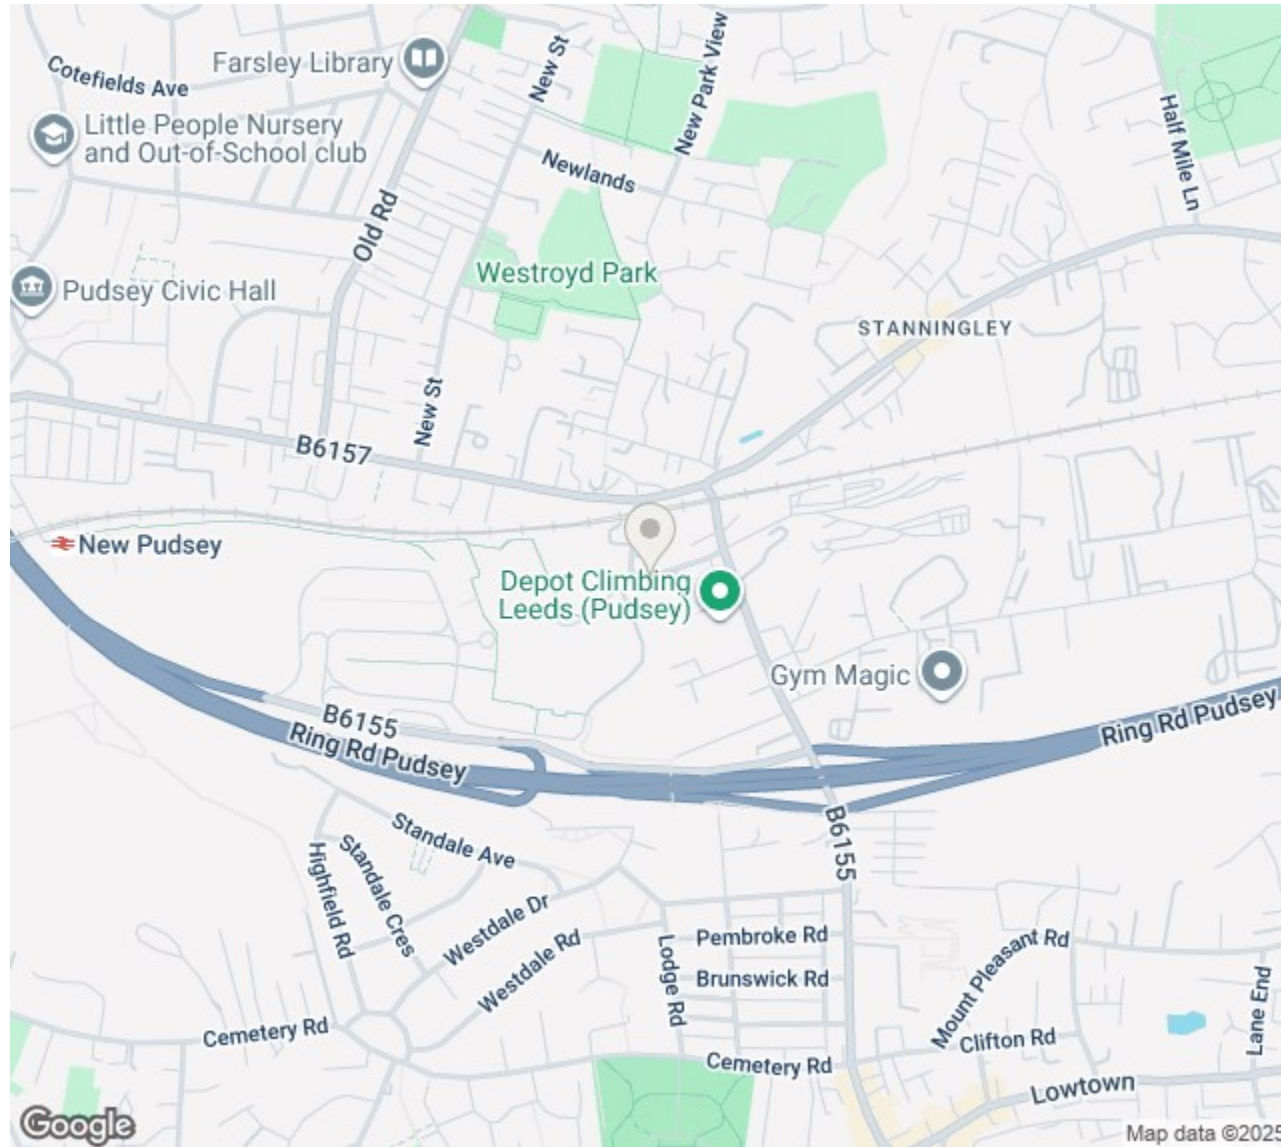 Farsley Library
New St
New Park View
Cotefields Ave
Half Mile Ln
Little People Nursery
and Out-of-School club
Newlands
Old Rd
Westroyd Park
Pudsey Civic Hall
STANNINGLEY
New St
B6157
New Pudsey
Depot Climbing
Leeds (Pudsey)
Gym Magic
B6155
Ring Rd Pudsey
Ring Rd Pudsey
Standale Ave
B6155
Standale Cres
Highfield Rd
Westdale Dr
Westdale Rd
Lodge Rd
Pembroke Rd
Brunswick Rd
Mount Pleasant Rd
Lane End
Cemetery Rd
Clifton Rd
Cemetery Rd
Lowtown
Google
Map data ©2025